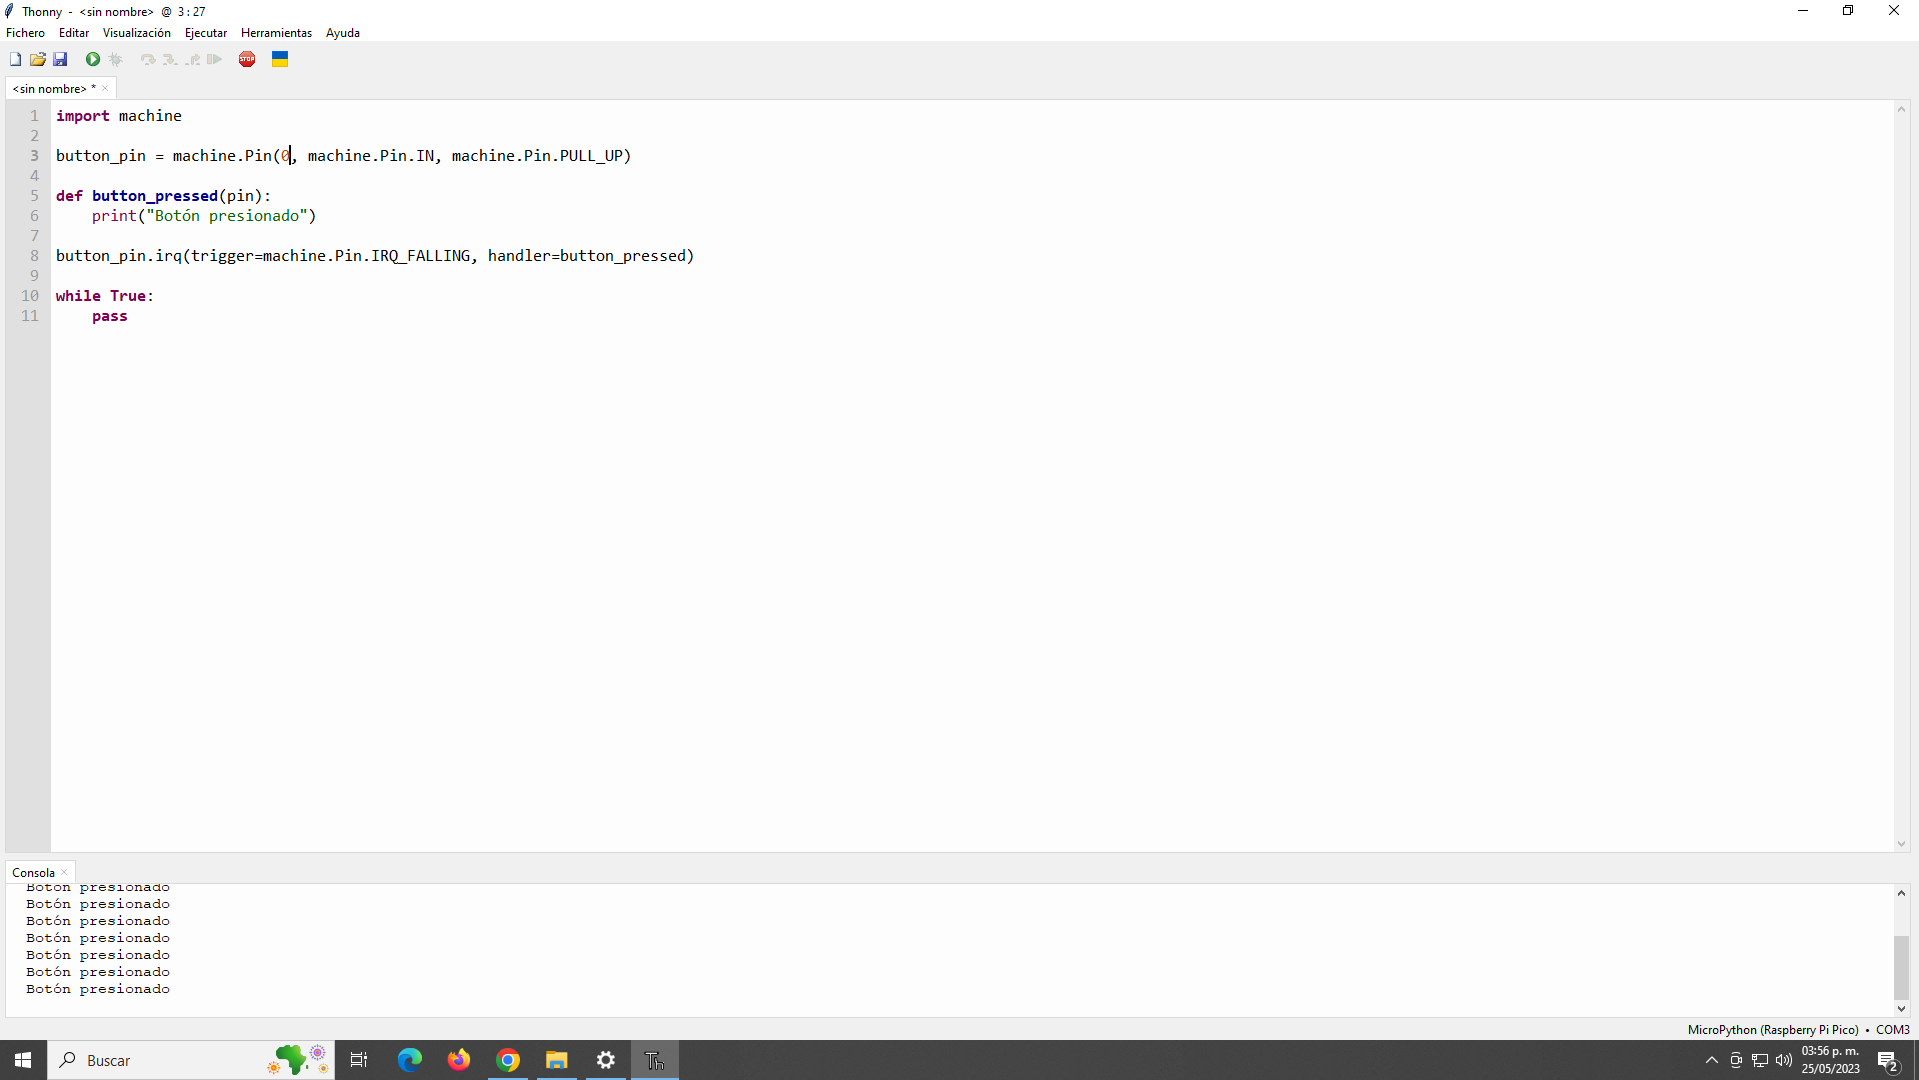 Thonny - <sin nombre> @ 3:27
Fichero Editar Visualización Ejecutar Herramientas Ayuda
STOP
<sin nombre> * ×
1 import machine
2
3 button_pin = machine.Pin(0, machine.Pin.IN, machine.Pin.PULL_UP)
4
5 def button_pressed(pin):
6     print("Botón presionado")
7
8 button_pin.irq(trigger=machine.Pin.IRQ_FALLING, handler=button_pressed)
9
10 while True:
11     pass
Consola ×
Botón presionado
Botón presionado
Botón presionado
Botón presionado
Botón presionado
Botón presionado
Botón presionado
MicroPython (Raspberry Pi Pico) • COM3
Buscar
Th
03:56 p. m.
25/05/2023
2